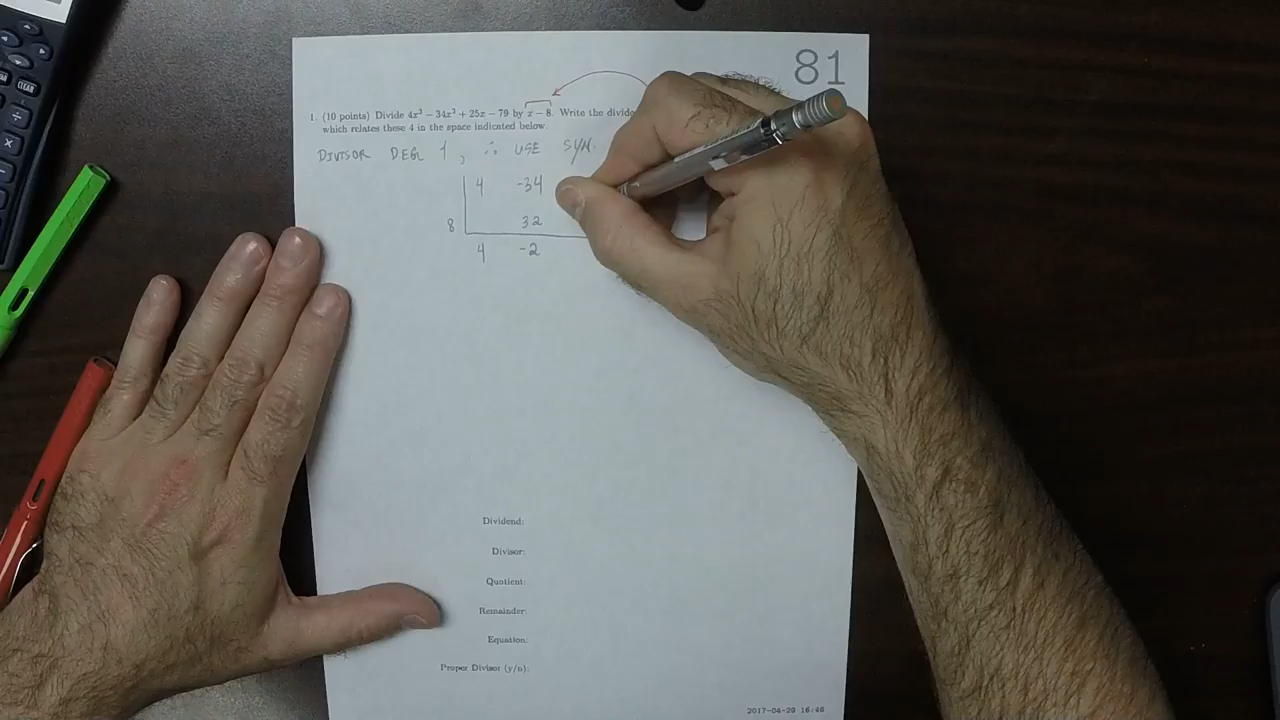 81
1. (10 points) Divide 4x³ − 34x² + 25x − 79 by x − 8. Write the
which relates these 4 in the space indicated below.
DIVISOR DEG 1, ∴ USE SYN.
4 -34
8 32
4 -2
Dividend:
Divisor:
Quotient:
Remainder:
Equation:
Proper Divisor (y/n):
2017-04-29 16:46